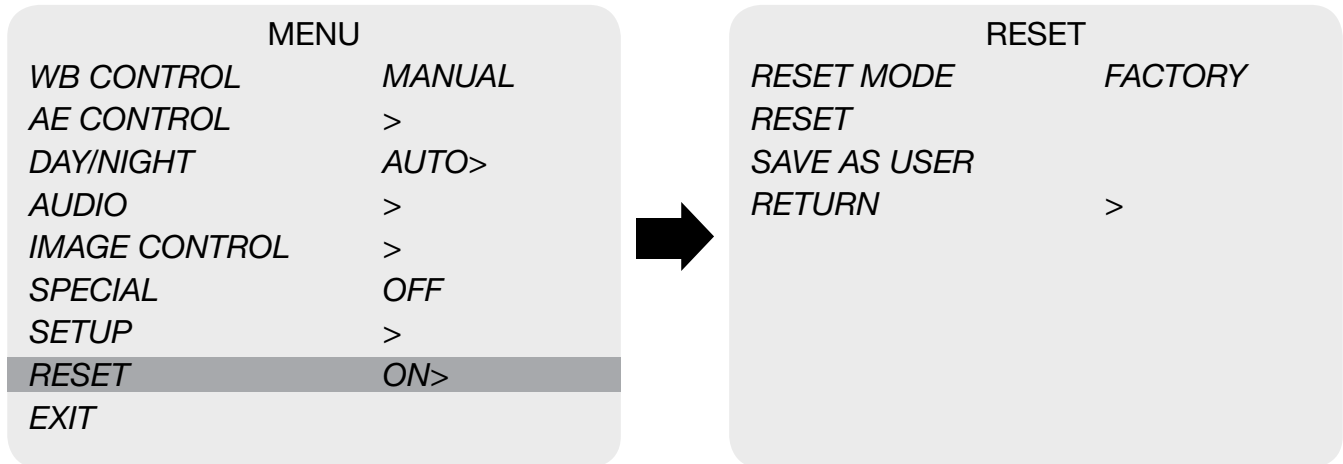 MENU
WB CONTROL MANUAL
AE CONTROL >
DAY/NIGHT AUTO>
AUDIO >
IMAGE CONTROL >
SPECIAL OFF
SETUP >
RESET ON>
EXIT
RESET
RESET MODE FACTORY
RESET
SAVE AS USER
RETURN >